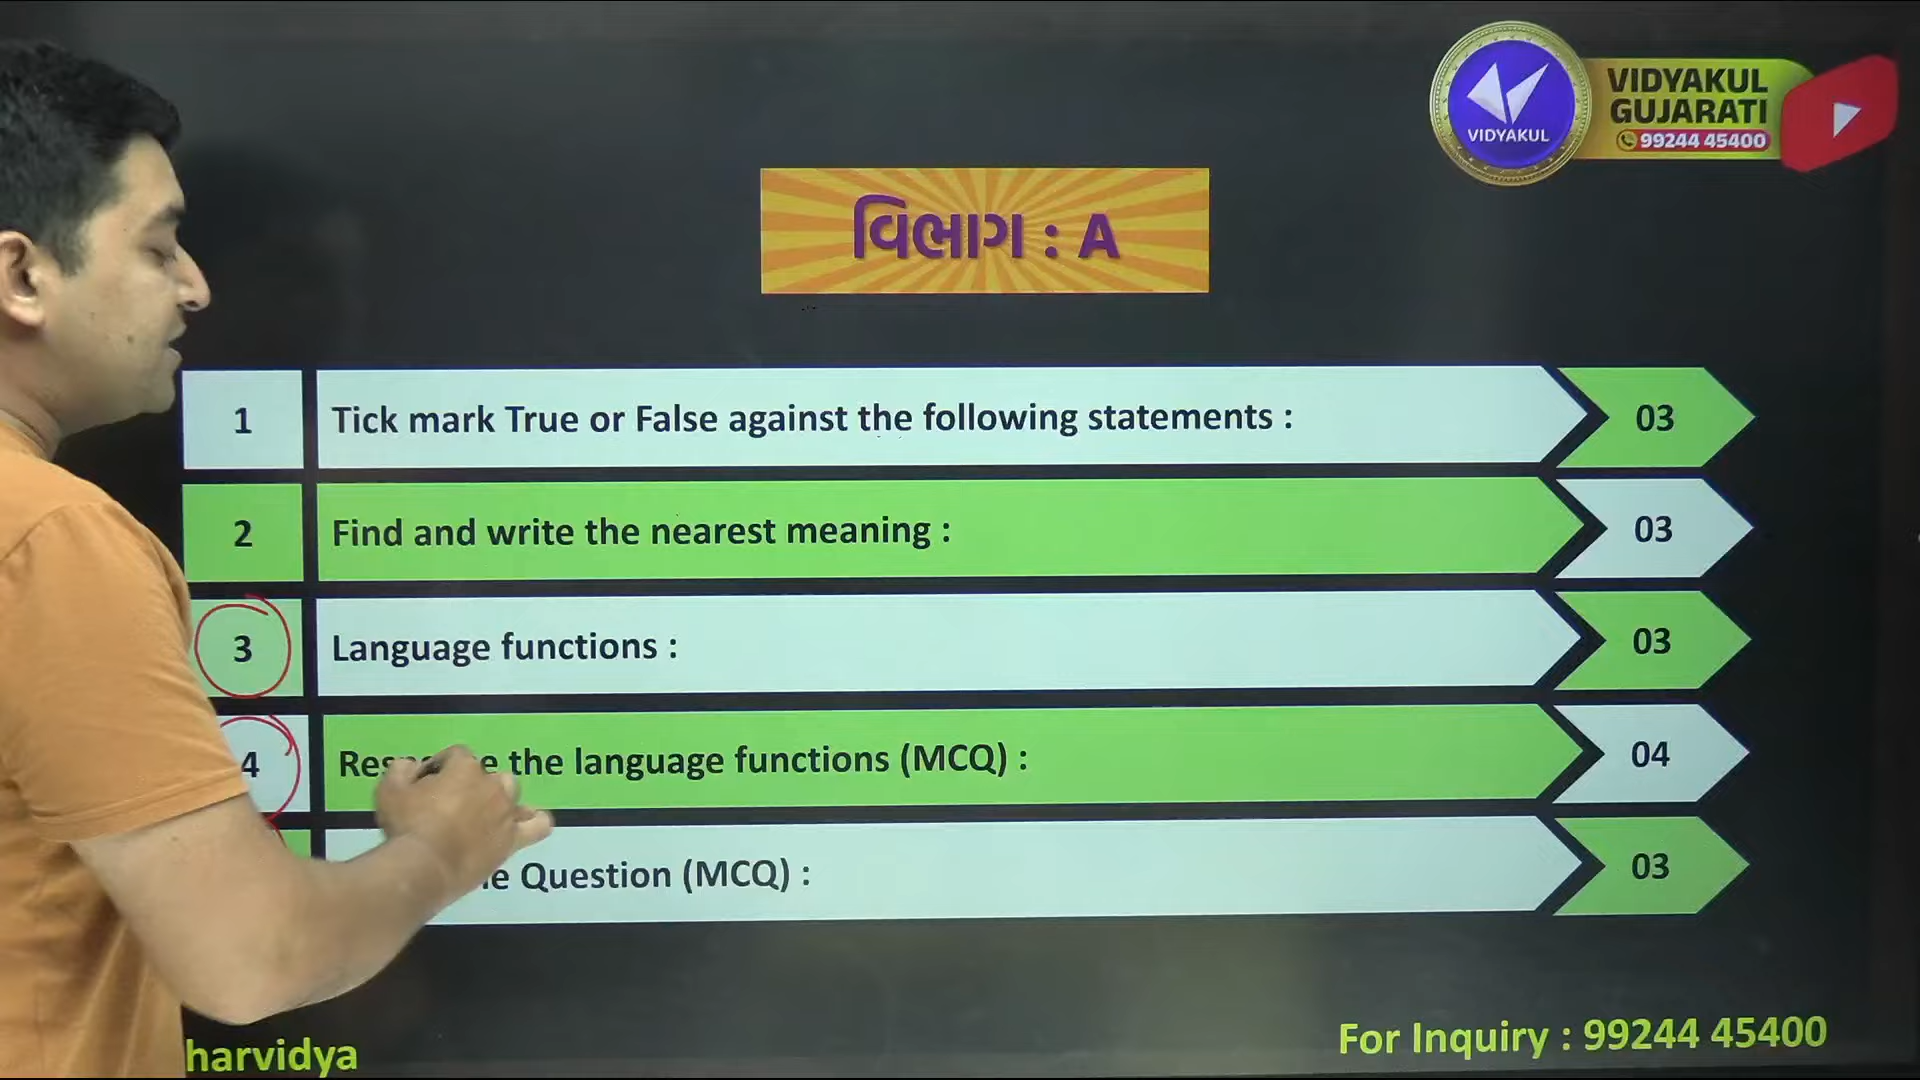 VIDYAKUL
VIDYAKUL
GUJARATI
99244 45400
વિભાગ : A
1 Tick mark True or False against the following statements : 03
2 Find and write the nearest meaning : 03
3 Language functions : 03
4 the language functions (MCQ) : 04
Question (MCQ) : 03
harvidya
For Inquiry : 99244 45400